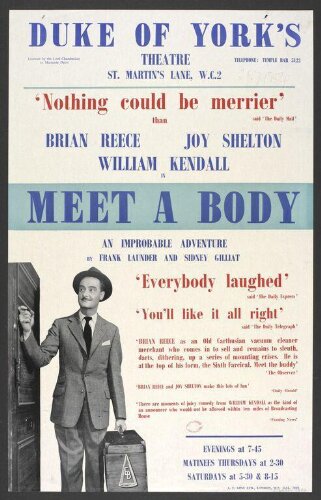 DUKE OF YORK'S
Licensed by the Lord Chamberlain
THEATRE
TELEPHONE: TEMPLE BAR 5122
ST. MARTIN'S LANE, W.C.2
'Nothing could be merrier'
said 'The Daily Mail'
than
BRIAN REECE JOY SHELTON
WILLIAM KENDALL
IN
MEET A BODY
AN IMPROBABLE ADVENTURE
BY FRANK LAUNDER AND SIDNEY GILLIAT
'Everybody laughed'
said 'The Daily Express'
'You'll like it all right'
said 'The Daily Telegraph'
'BRIAN REECE as an Old Carthusian vacuum cleaner
merchant who comes in to sell and remains to sleuth,
darts, dithering, up a series of mounting crises. He is
at the top of his form, the Sixth Farcical. Meet the buddy'
'The Observer'
'BRIAN REECE and JOY SHELTON make this lots of fun'
'Daily Herald'
'There are moments of juicy comedy from WILLIAM KENDALL as the kind of
an announcer who would not be allowed within ten miles of Broadcasting
House
'Evening News'
EVENINGS at 7-45
MATINEES THURSDAYS at 2-30
SATURDAYS at 5-30 & 8-15